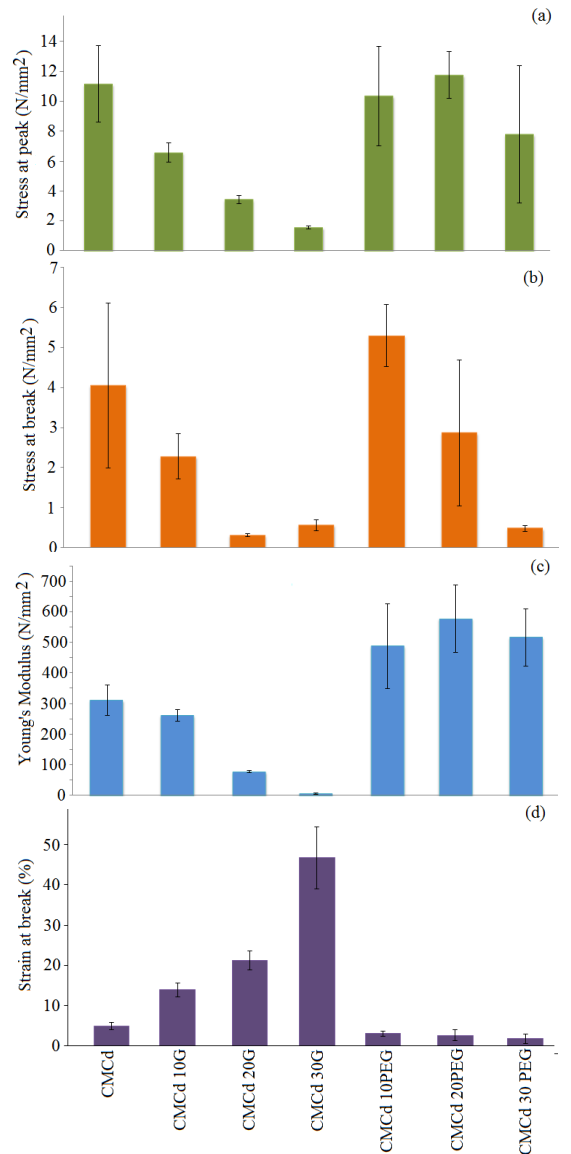 (a)
Stress at peak (N/mm2)
14
12
10
8
6
4
2
0
(b)
Stress at break (N/mm2)
7
6
5
4
3
2
1
0
(c)
Young's Modulus (N/mm2)
700
600
500
400
300
200
100
0
(d)
Strain at break (%)
50
40
30
20
10
0
CMCd
CMCd 10G
CMCd 20G
CMCd 30G
CMCd 10PEG
CMCd 20PEG
CMCd 30 PEG